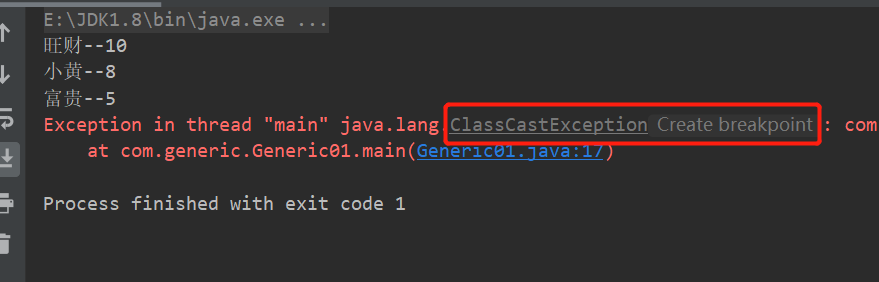 E:\JDK1.8\bin\java.exe ...
旺财--10
小黄--8
富贵--5
Exception in thread "main" java.lang.ClassCastException Create breakpoint : com
at com.generic.Generic01.main(Generic01.java:17)
Process finished with exit code 1